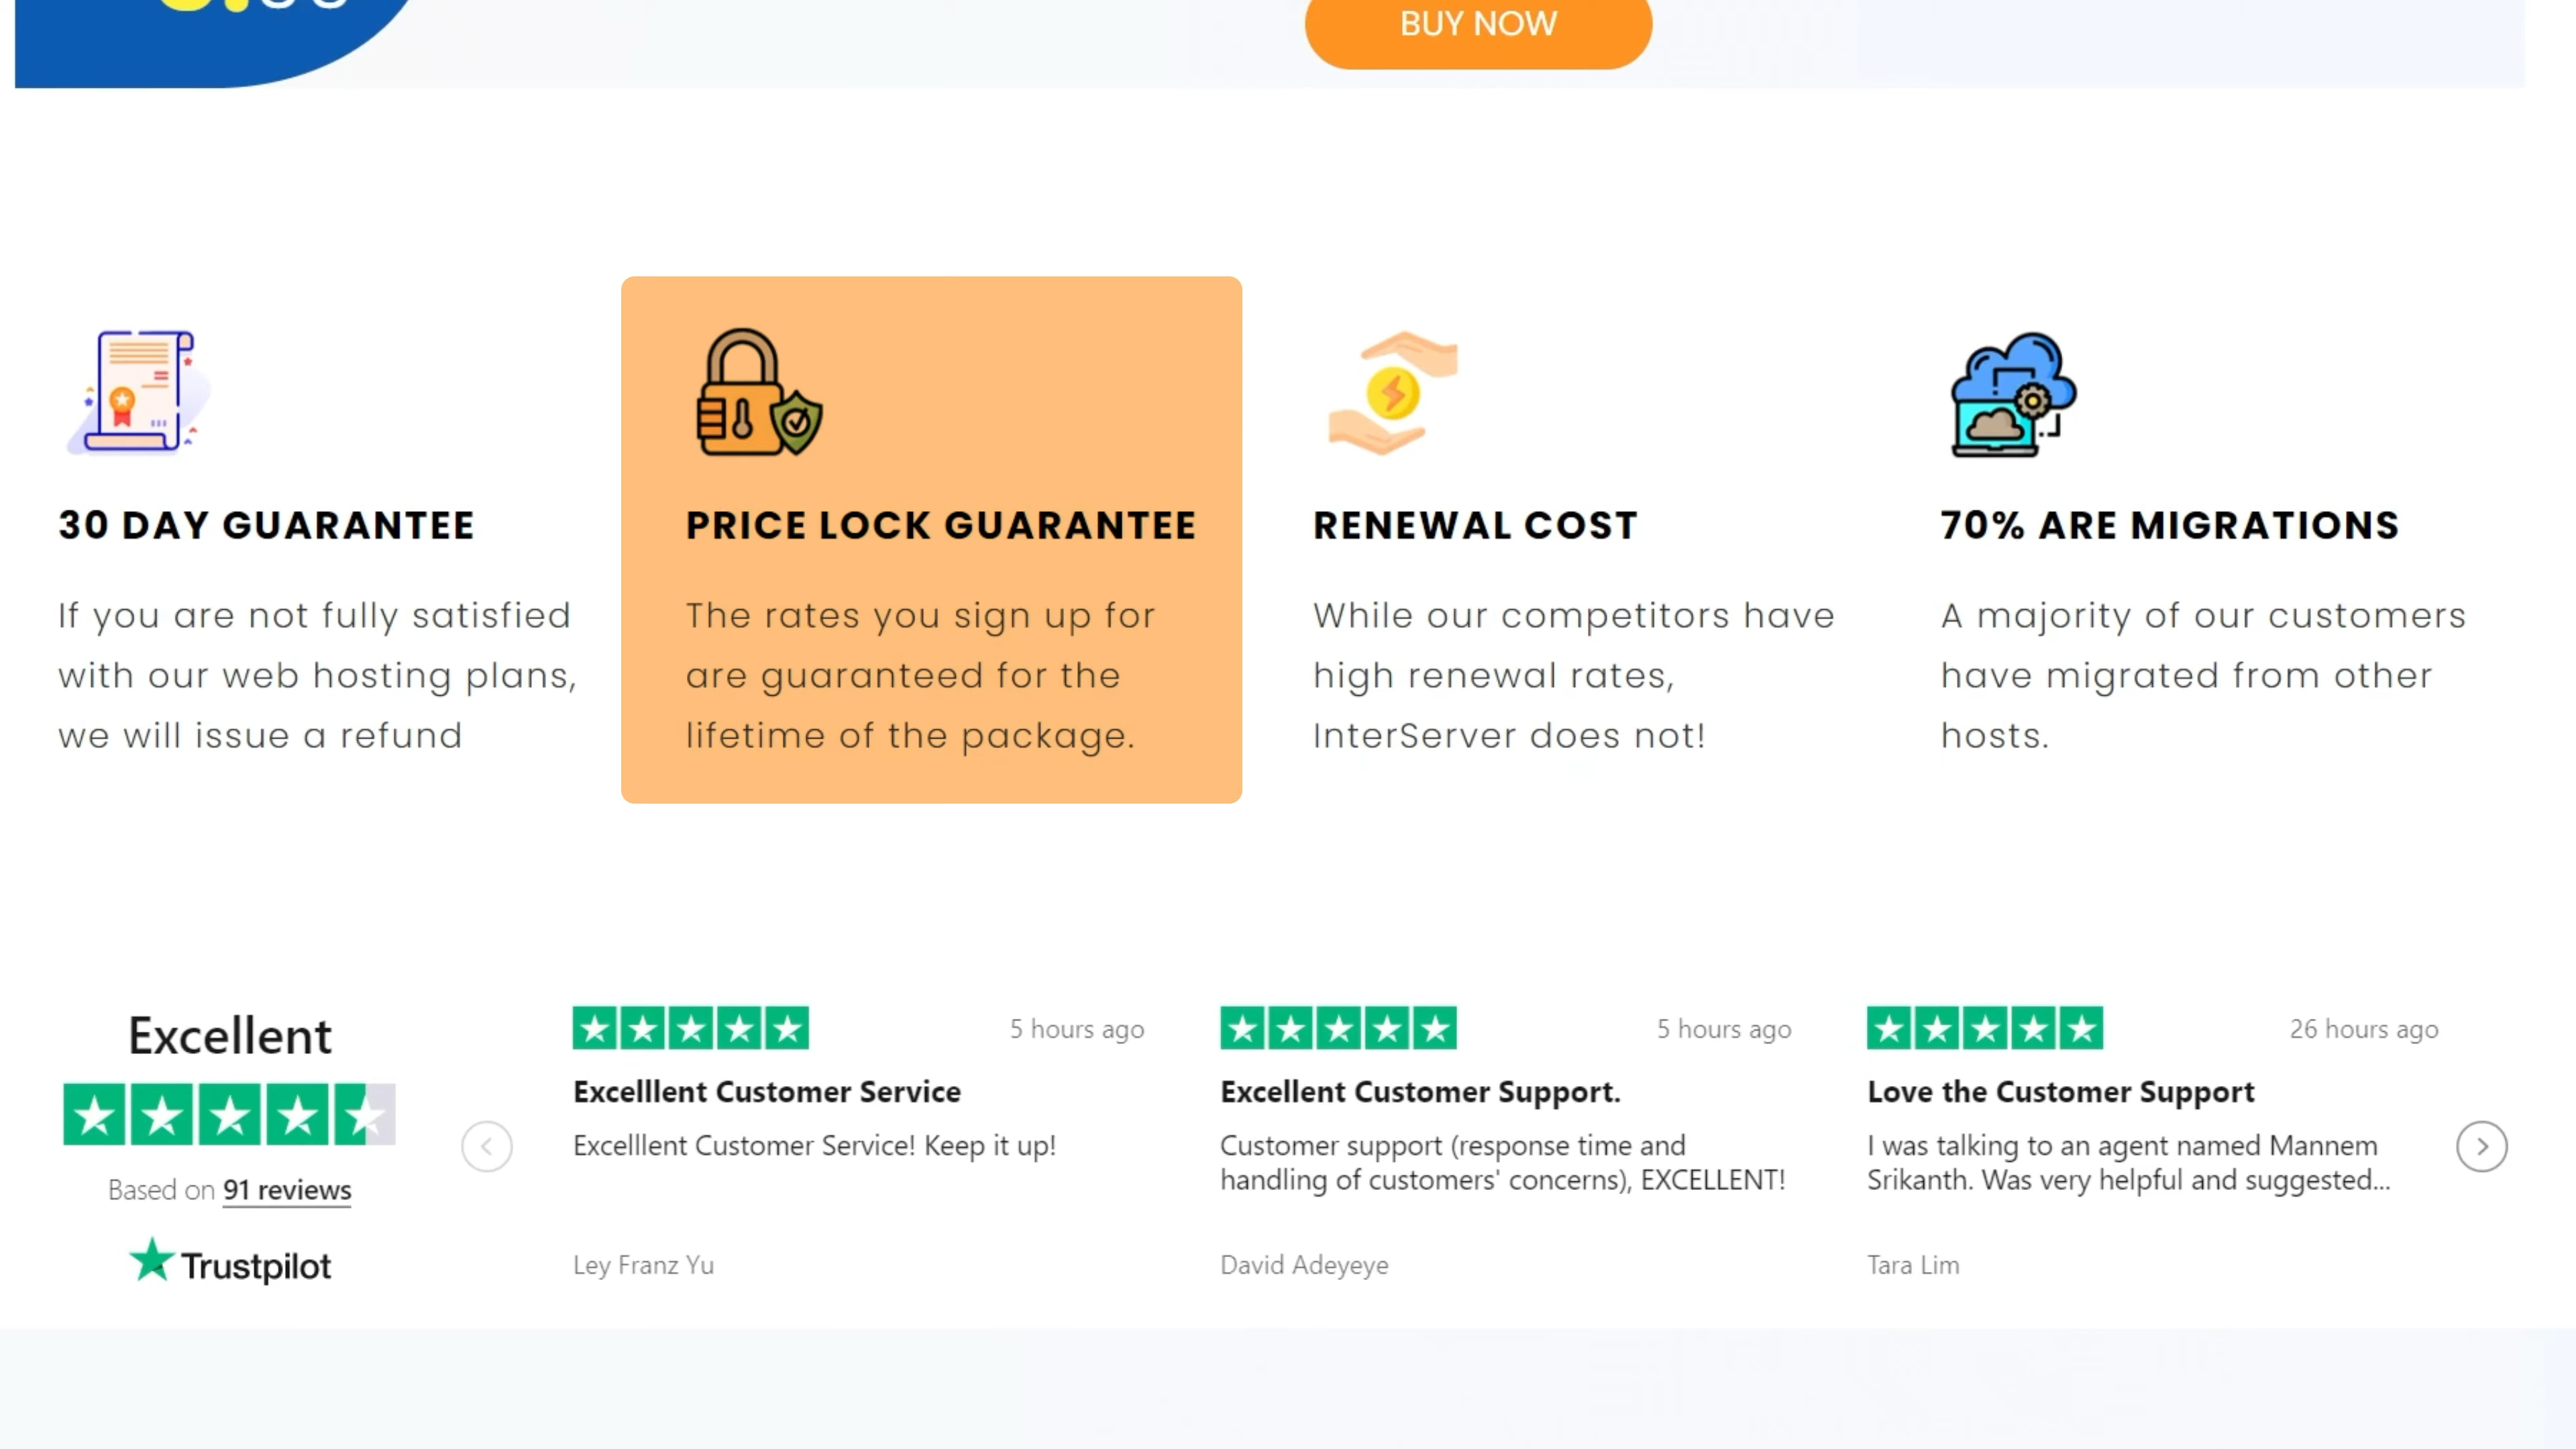 BUY NOW
30 DAY GUARANTEE
If you are not fully satisfied
with our web hosting plans,
we will issue a refund
PRICE LOCK GUARANTEE
The rates you sign up for
are guaranteed for the
lifetime of the package.
RENEWAL COST
While our competitors have
high renewal rates,
InterServer does not!
70% ARE MIGRATIONS
A majority of our customers
have migrated from other
hosts.
Excellent
Based on 91 reviews
Trustpilot
5 hours ago
Excelllent Customer Service
Excelllent Customer Service! Keep it up!
Ley Franz Yu
5 hours ago
Excellent Customer Support.
Customer support (response time and
handling of customers' concerns), EXCELLENT!
David Adeyeye
26 hours ago
Love the Customer Support
I was talking to an agent named Mannem
Srikanth. Was very helpful and suggested...
Tara Lim